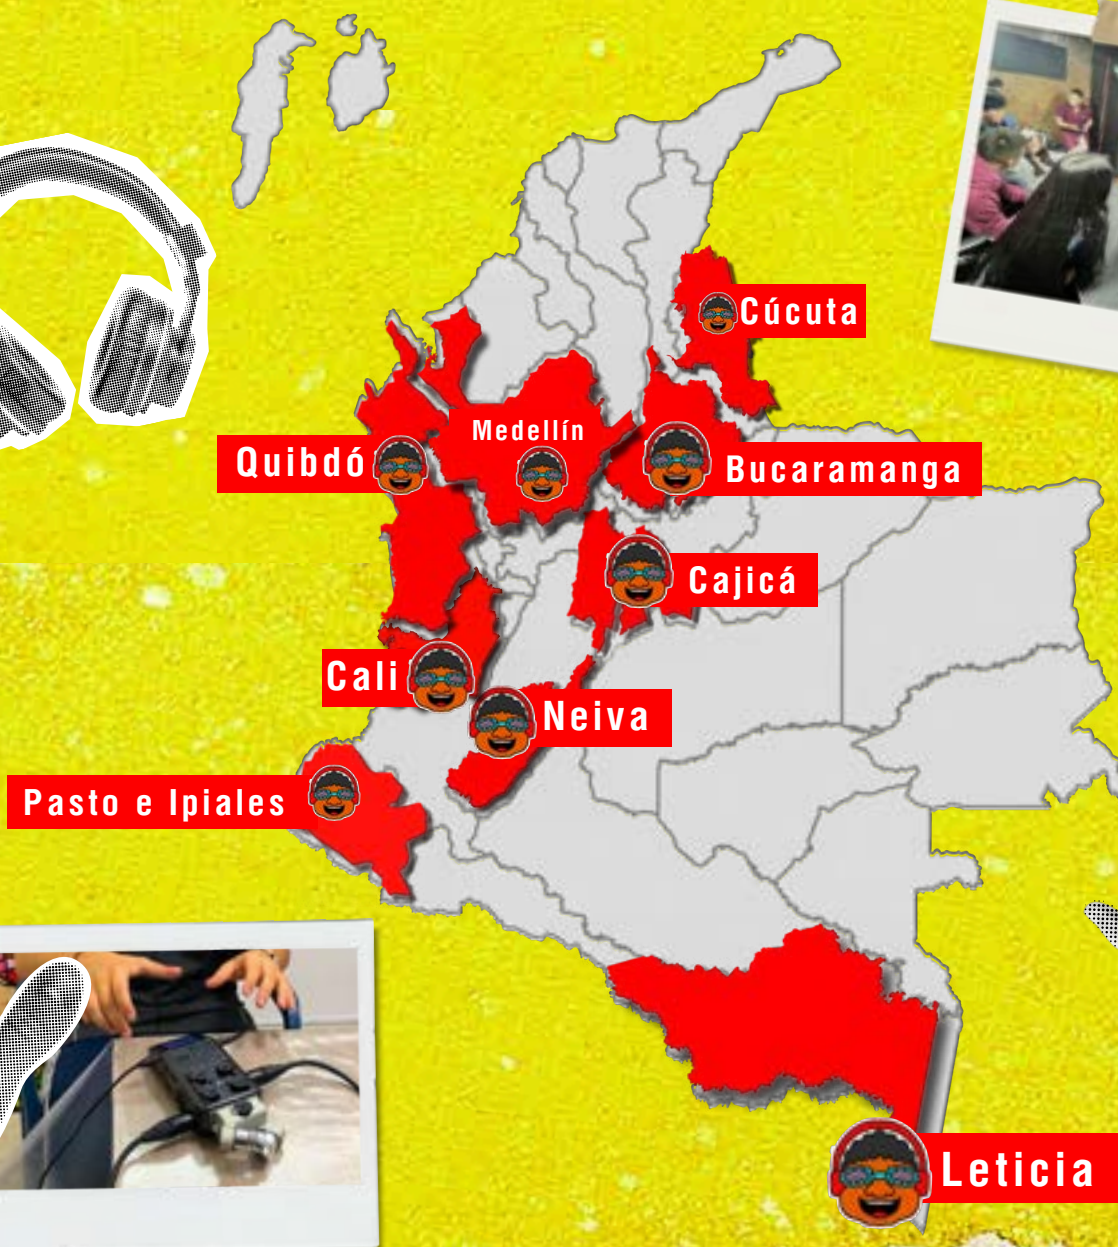 Cúcuta
Medellín
Quibdó
Bucaramanga
Cajicá
Cali
Neiva
Pasto e Ipiales
Leticia